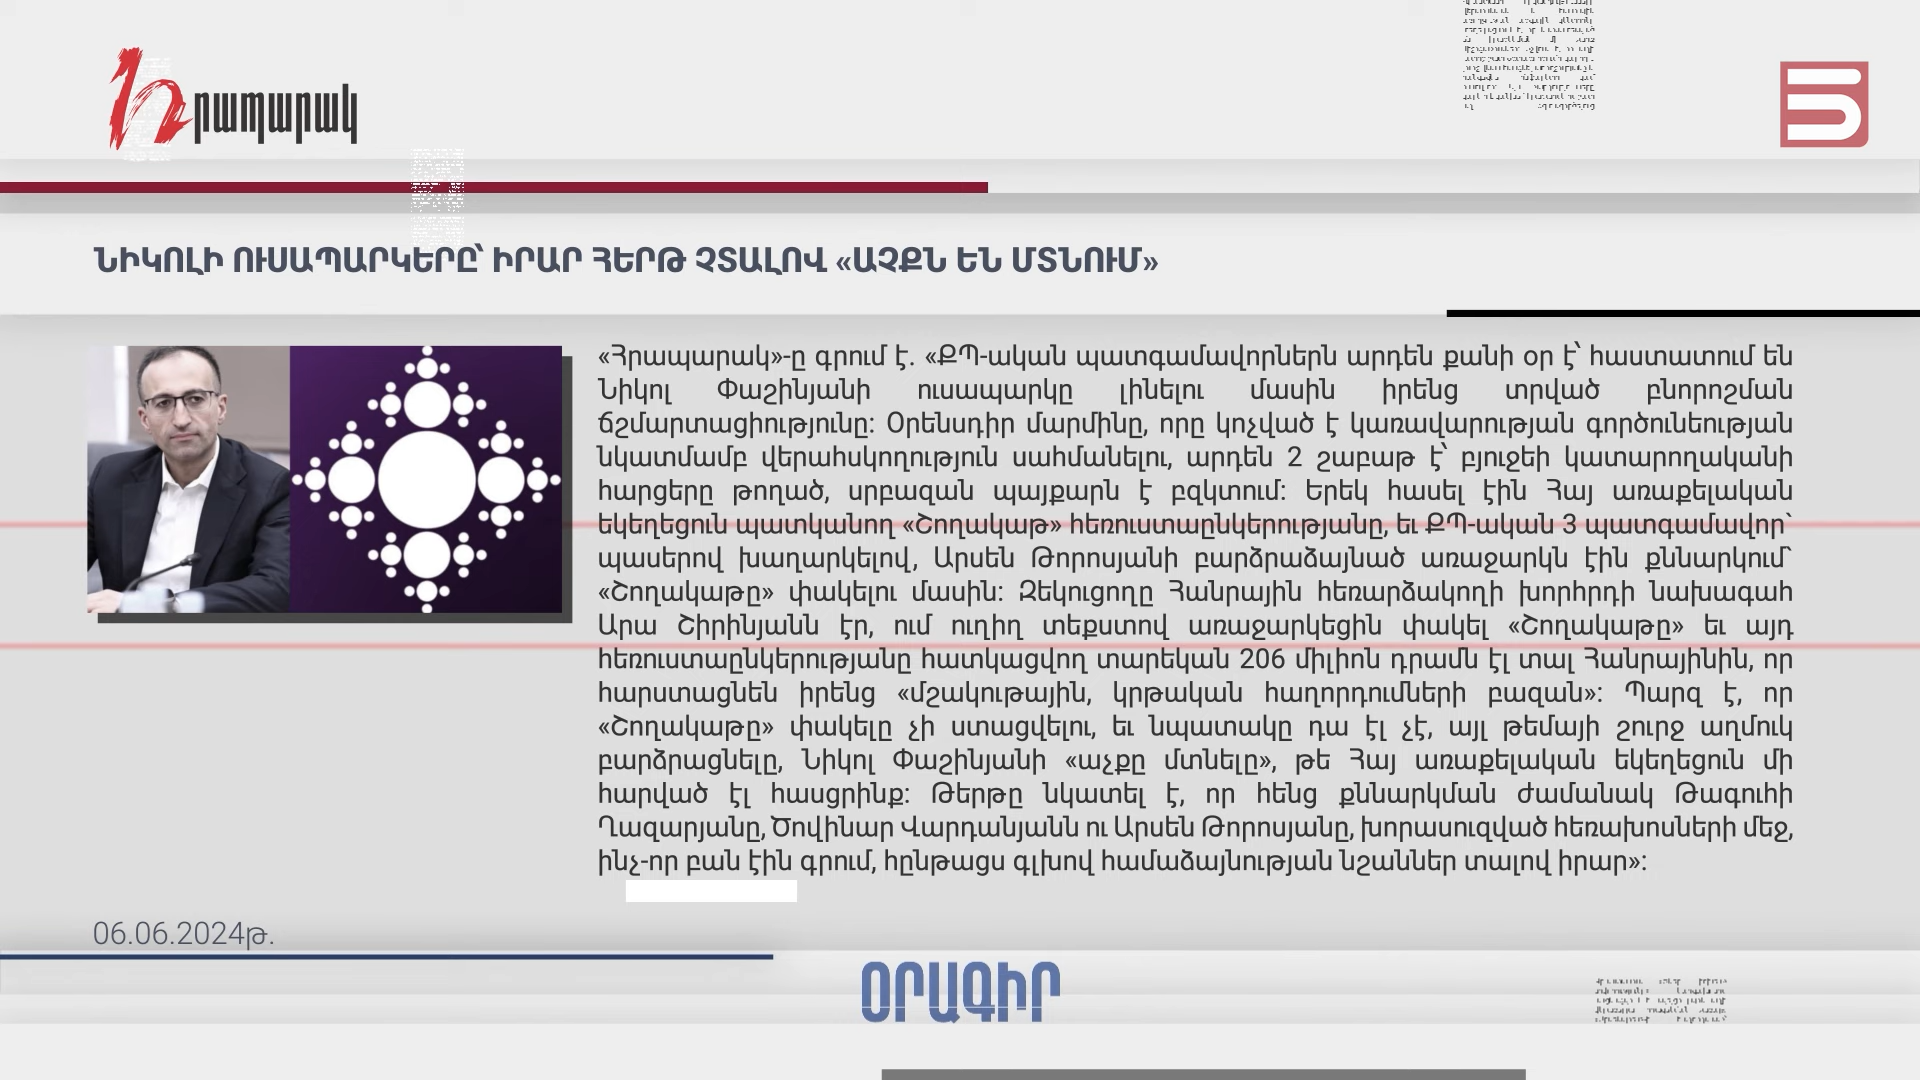 Հրապարակ
ՆԻԿՈԼԻ ՈՒՍԱՊԱՐԿԵՐԸ՝ ԻՐԱՐ ՀԵՐԹ ՉՏԱԼՈՎ «ԱՉՔՆ ԵՆ ՄՏՆՈՒՄ»
«Հրապարակ»-ը գրում է. «ՔՊ-ական պատգամավորներն արդեն քանի օր է՝ հաստատում են
Նիկոլ Փաշինյանի ուսապարկը լինելու մասին իրենց տրված բնորոշման
ճշմարտացիությունը: Օրենսդիր մարմինը, որը կոչված է կառավարության գործունեության
նկատմամբ վերահսկողություն սահմանելու, արդեն 2 շաբաթ է՝ բյուջեի կատարողականի
հարցերը թողած, սրբազան պայքարն է բզկտում: Երեկ հասել էին Հայ առաքելական
եկեղեցուն պատկանող «Շողակաթ» հեռուստաընկերությանը, եւ ՔՊ-ական 3 պատգամավոր՝
պասերով խաղարկելով, Արսեն Թորոսյանի բարձրաձայնած առաջարկն էին քննարկում՝
«Շողակաթը» փակելու մասին: Զեկուցողը Հանրային հեռարձակողի խորհրդի նախագահ
Արա Շիրինյանն էր, ում ուղիղ տեքստով առաջարկեցին փակել «Շողակաթը» եւ այդ
հեռուստաընկերությանը հատկացվող տարեկան 206 միլիոն դրամն էլ տալ Հանրայինին, որ
հարստացնեն իրենց «մշակութային, կրթական հաղորդումների բազան»: Պարզ է, որ
«Շողակաթը» փակելը չի ստացվելու, եւ նպատակը դա էլ չէ, այլ թեմայի շուրջ աղմուկ
բարձրացնելը, Նիկոլ Փաշինյանի «աչքը մտնելը», թե Հայ առաքելական եկեղեցուն մի
հարված էլ հասցրինք: Թերթը նկատել է, որ հենց քննարկման ժամանակ Թագուհի
Ղազարյանը, Ծովինար Վարդանյանն ու Արսեն Թորոսյանը, խորասուզված հեռախոսների մեջ,
ինչ-որ բան էին գրում, հընթացս գլխով համաձայնության նշաններ տալով իրար»:
06.06.2024թ.
ՕՐԱԳԻՐ